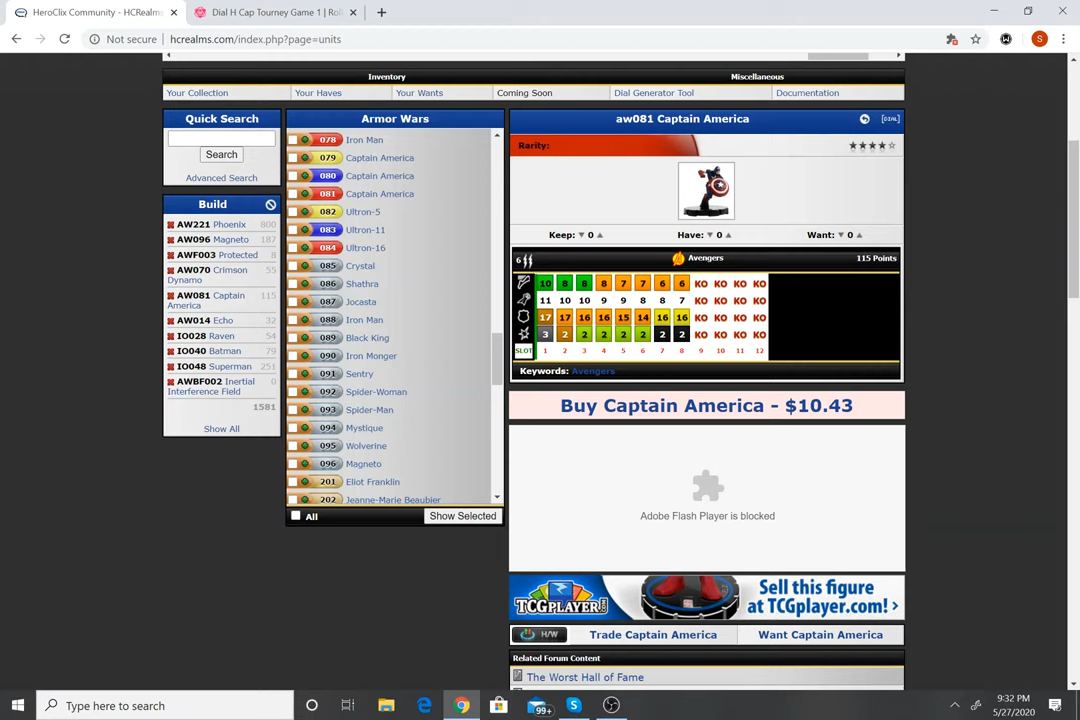 HeroClix Community - HCRealms
Dial H Cap Tourney Game 1 | Roll
Not secure | hcrealms.com/index.php?page=units
Inventory
Miscellaneous
Your Collection
Your Haves
Your Wants
Coming Soon
Dial Generator Tool
Documentation
Quick Search
Search
Advanced Search
Build
AW221 Phoenix 800
AW096 Magneto 187
AWF003 Protected 8
AW070 Crimson 55
Dynamo
AW081 Captain 115
America
AW014 Echo 32
IO028 Raven 54
IO040 Batman 79
IO048 Superman 251
AWBF002 Inertial 0
Interference Field
1581
Show All
Armor Wars
078 Iron Man
079 Captain America
080 Captain America
081 Captain America
082 Ultron-5
083 Ultron-11
084 Ultron-16
085 Crystal
086 Shathra
087 Jocasta
088 Iron Man
089 Black King
090 Iron Monger
091 Sentry
092 Spider-Woman
093 Spider-Man
094 Mystique
095 Wolverine
096 Magneto
201 Eliot Franklin
202 Jeanne-Marie Beaubier
All
Show Selected
aw081 Captain America
[DIAL]
Rarity:
Keep: 0 Have: 0 Want: 0
6
Avengers
115 Points
10 8 8 8 7 7 6 6 KO KO KO KO
11 10 10 9 9 8 8 7 KO KO KO KO
17 17 16 16 15 14 16 16 KO KO KO KO
3 2 2 2 2 2 2 2 KO KO KO KO
SLOT 1 2 3 4 5 6 7 8 9 10 11 12
Keywords: Avengers
Buy Captain America - $10.43
Adobe Flash Player is blocked
TCGPLAYER
Sell this figure
at TCGplayer.com! ›
H/W
Trade Captain America
Want Captain America
Related Forum Content
The Worst Hall of Fame
Type here to search
99+
9:32 PM
5/27/2020